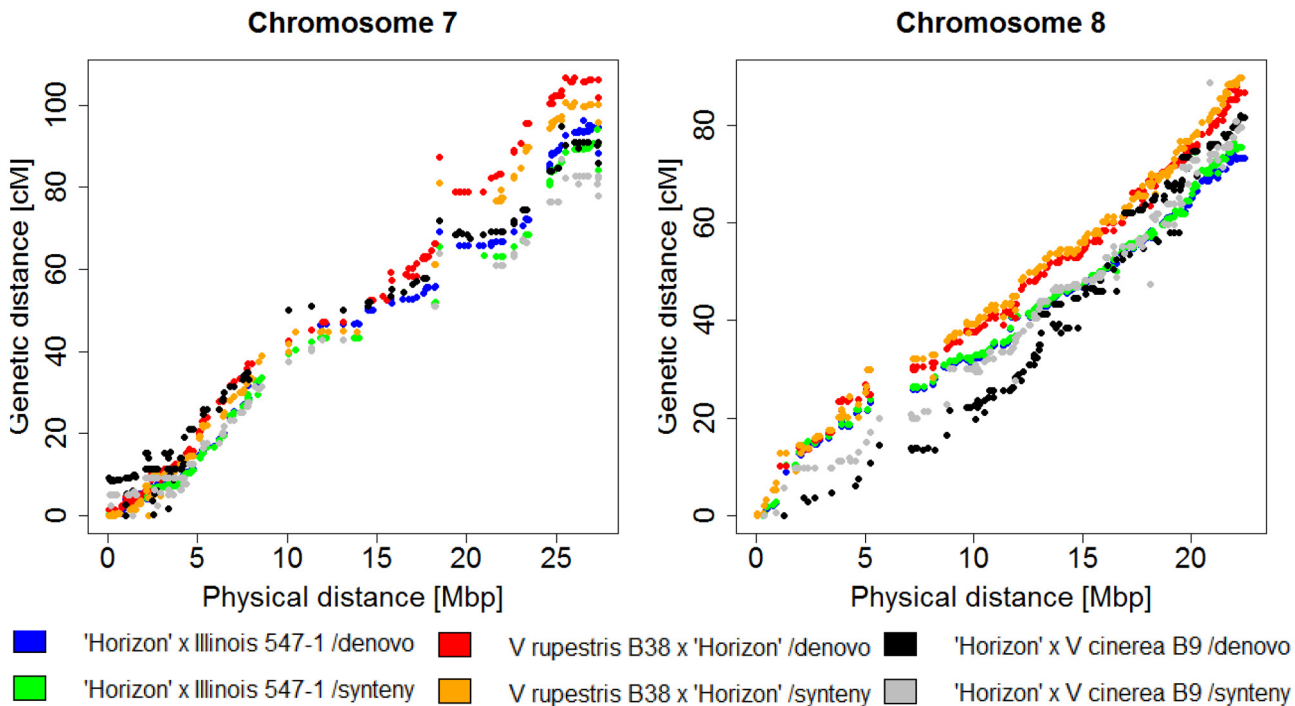 Chromosome 7
Chromosome 8
Genetic distance [cM]
0 20 40 60 80 100
0 5 10 15 20 25
Physical distance [Mbp]
Genetic distance [cM]
0 20 40 60 80
0 5 10 15 20
Physical distance [Mbp]
'Horizon' x Illinois 547-1 /denovo
V rupestris B38 x 'Horizon' /denovo
'Horizon' x V cinerea B9 /denovo
'Horizon' x Illinois 547-1 /synteny
V rupestris B38 x 'Horizon' /synteny
'Horizon' x V cinerea B9 /synteny